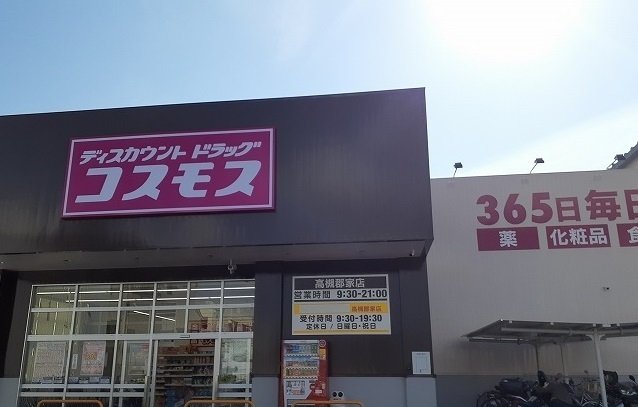 ディスカウント ドラッグ
コスモス
365日毎日
薬 化粧品 食
高槻郡家店
営業時間 9:30-21:00
高槻郡家店
受付時間 9:30-19:30
定休日 / 日曜日・祝日